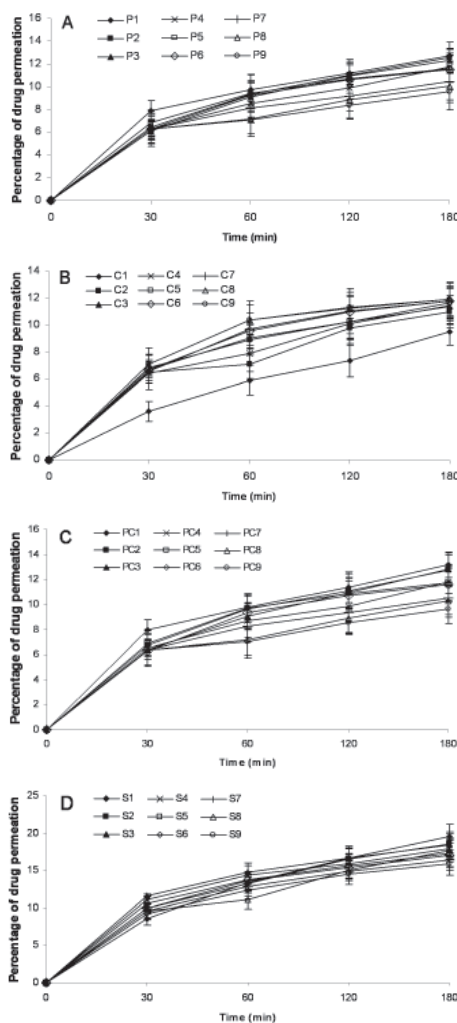 A
P1 P4 P7
P2 P5 P8
P3 P6 P9
Percentage of drug permeation
16
14
12
10
8
6
4
2
0
0 30 60 120 180
Time (min)
B
C1 C4 C7
C2 C5 C8
C3 C6 C9
Percentage of drug permeation
14
12
10
8
6
4
2
0
0 30 60 120 180
Time (min)
C
PC1 PC4 PC7
PC2 PC5 PC8
PC3 PC6 PC9
Percentage of drug permeation
16
14
12
10
8
6
4
2
0
0 30 60 120 180
Time (min)
D
S1 S4 S7
S2 S5 S8
S3 S6 S9
Percentage of drug permeation
25
20
15
10
5
0
0 30 60 120 180
Time (min)